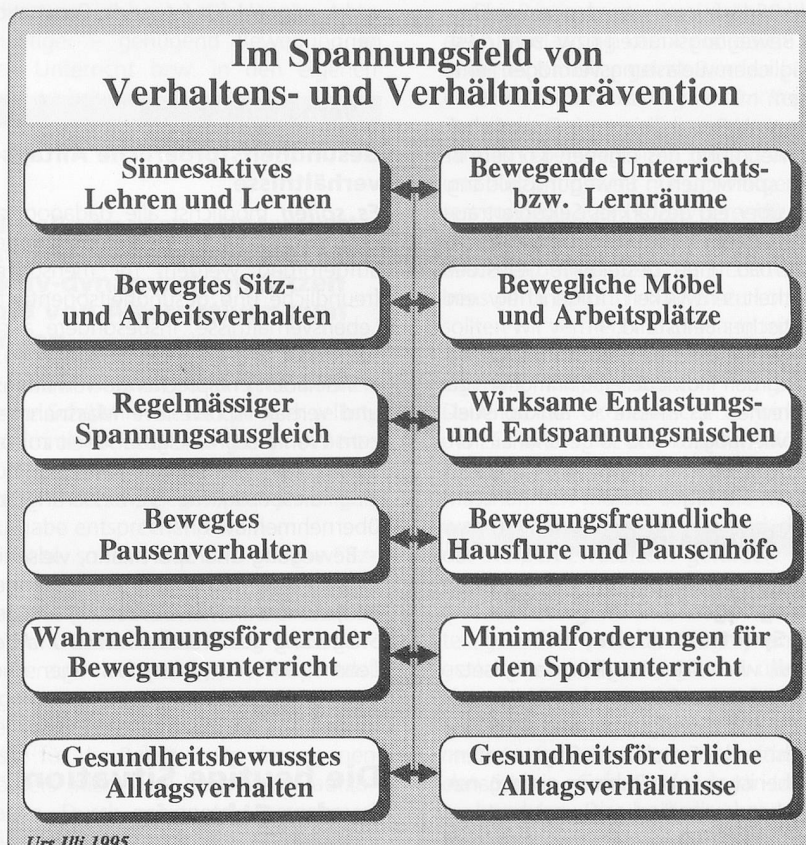 Im Spannungsfeld von
Verhaltens- und Verhältnisprävention
Sinnesaktives
Lehren und Lernen
Bewegende Unterrichts-
bzw. Lernräume
Bewegtes Sitz-
und Arbeitsverhalten
Bewegliche Möbel
und Arbeitsplätze
Regelmässiger
Spannungsausgleich
Wirksame Entlastungs-
und Entspannungsnischen
Bewegtes
Pausenverhalten
Bewegungsfreundliche
Hausflure und Pausenhöfe
Wahrnehmungsfördernder
Bewegungsunterricht
Minimalforderungen für
den Sportunterricht
Gesundheitsbewusstes
Alltagsverhalten
Gesundheitsförderliche
Alltagsverhältnisse
Urs Illi 1995